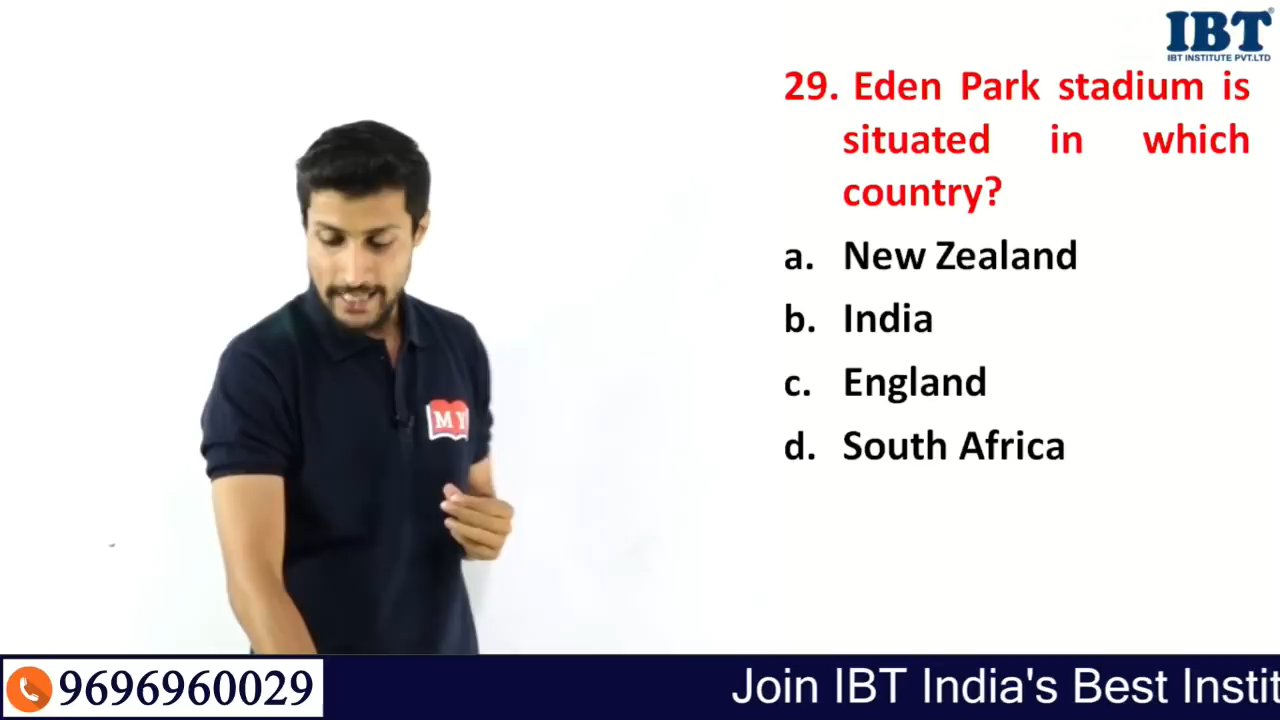 IBT
IBT INSTITUTE PVT.LTD
29. Eden Park stadium is
situated in which
country?
a. New Zealand
b. India
c. England
d. South Africa
MY
9696960029
Join IBT India's Best Instit